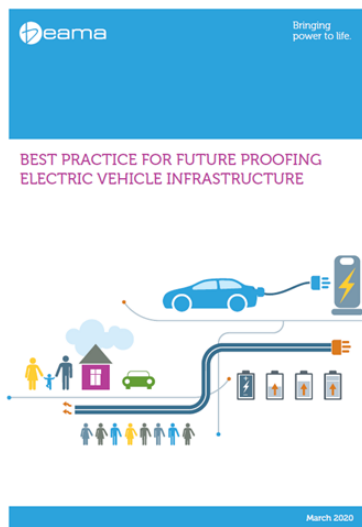 beama
Bringing
power to life.
BEST PRACTICE FOR FUTURE PROOFING
ELECTRIC VEHICLE INFRASTRUCTURE
March 2020